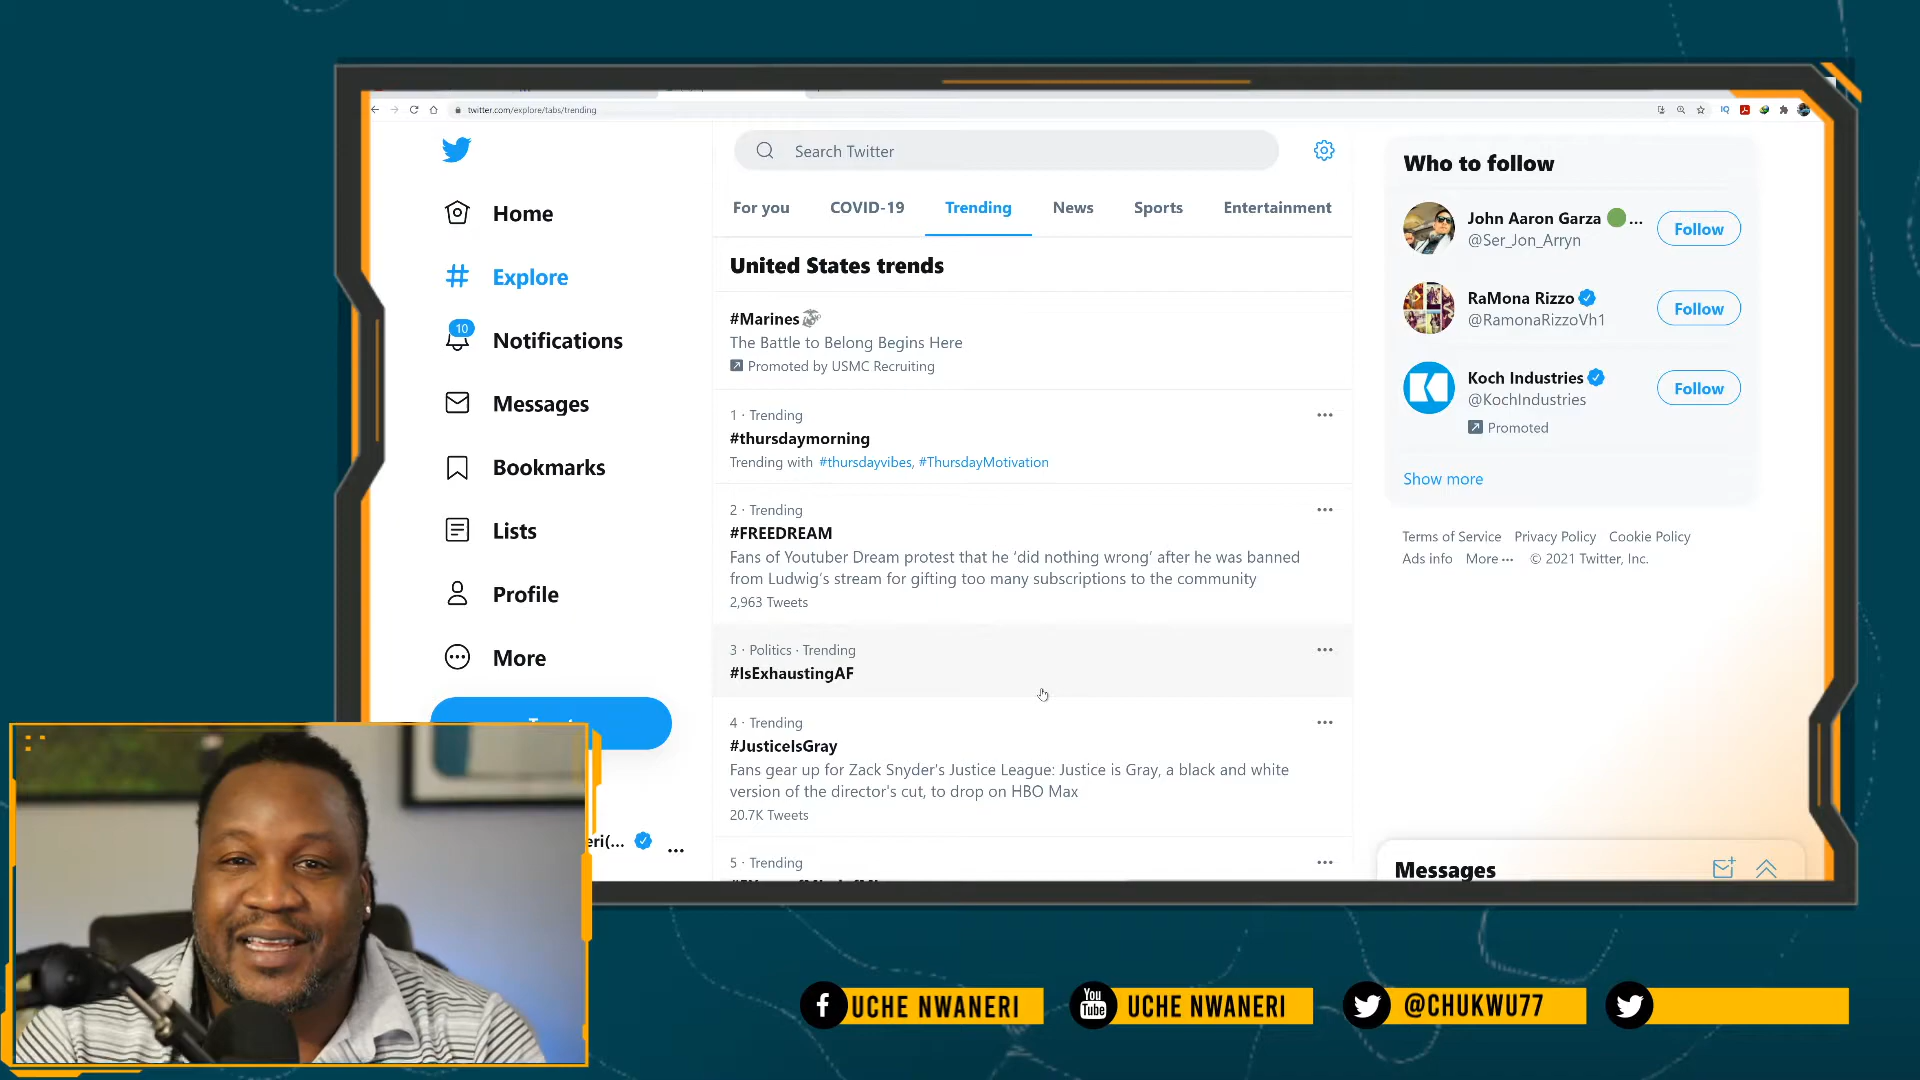 twitter.com/explore/tabs/trending
Home
Explore
10
Notifications
Messages
Bookmarks
Lists
Profile
More
eri(...
Search Twitter
For you
COVID-19
Trending
News
Sports
Entertainment
United States trends
#Marines
The Battle to Belong Begins Here
Promoted by USMC Recruiting
1 · Trending
#thursdaymorning
Trending with #thursdayvibes, #ThursdayMotivation
2 · Trending
#FREEDREAM
Fans of Youtuber Dream protest that he ‘did nothing wrong’ after he was banned
from Ludwig’s stream for gifting too many subscriptions to the community
2,963 Tweets
3 · Politics · Trending
#IsExhaustingAF
4 · Trending
#JusticeIsGray
Fans gear up for Zack Snyder's Justice League: Justice is Gray, a black and white
version of the director's cut, to drop on HBO Max
20.7K Tweets
5 · Trending
Who to follow
John Aaron Garza ...
@Ser_Jon_Arryn
Follow
RaMona Rizzo
@RamonaRizzoVh1
Follow
Koch Industries
@KochIndustries
Follow
Promoted
Show more
Terms of Service Privacy Policy Cookie Policy
Ads info More ··· © 2021 Twitter, Inc.
Messages
UCHE NWANERI
You
Tube
UCHE NWANERI
@CHUKWU77